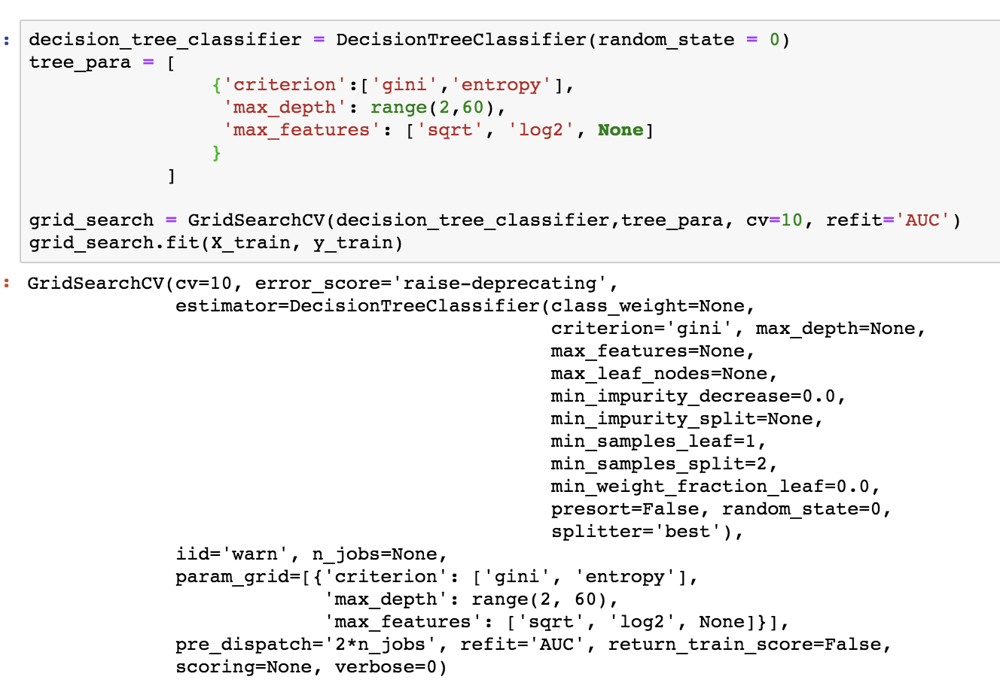 : decision_tree_classifier = DecisionTreeClassifier(random_state = 0)
tree_para = [
{'criterion':['gini','entropy'],
'max_depth': range(2,60),
'max_features': ['sqrt', 'log2', None]
}
]
grid_search = GridSearchCV(decision_tree_classifier,tree_para, cv=10, refit='AUC')
grid_search.fit(X_train, y_train)
: GridSearchCV(cv=10, error_score='raise-deprecating',
estimator=DecisionTreeClassifier(class_weight=None,
criterion='gini', max_depth=None,
max_features=None,
max_leaf_nodes=None,
min_impurity_decrease=0.0,
min_impurity_split=None,
min_samples_leaf=1,
min_samples_split=2,
min_weight_fraction_leaf=0.0,
presort=False, random_state=0,
splitter='best'),
iid='warn', n_jobs=None,
param_grid=[{'criterion': ['gini', 'entropy'],
'max_depth': range(2, 60),
'max_features': ['sqrt', 'log2', None]}],
pre_dispatch='2*n_jobs', refit='AUC', return_train_score=False,
scoring=None, verbose=0)